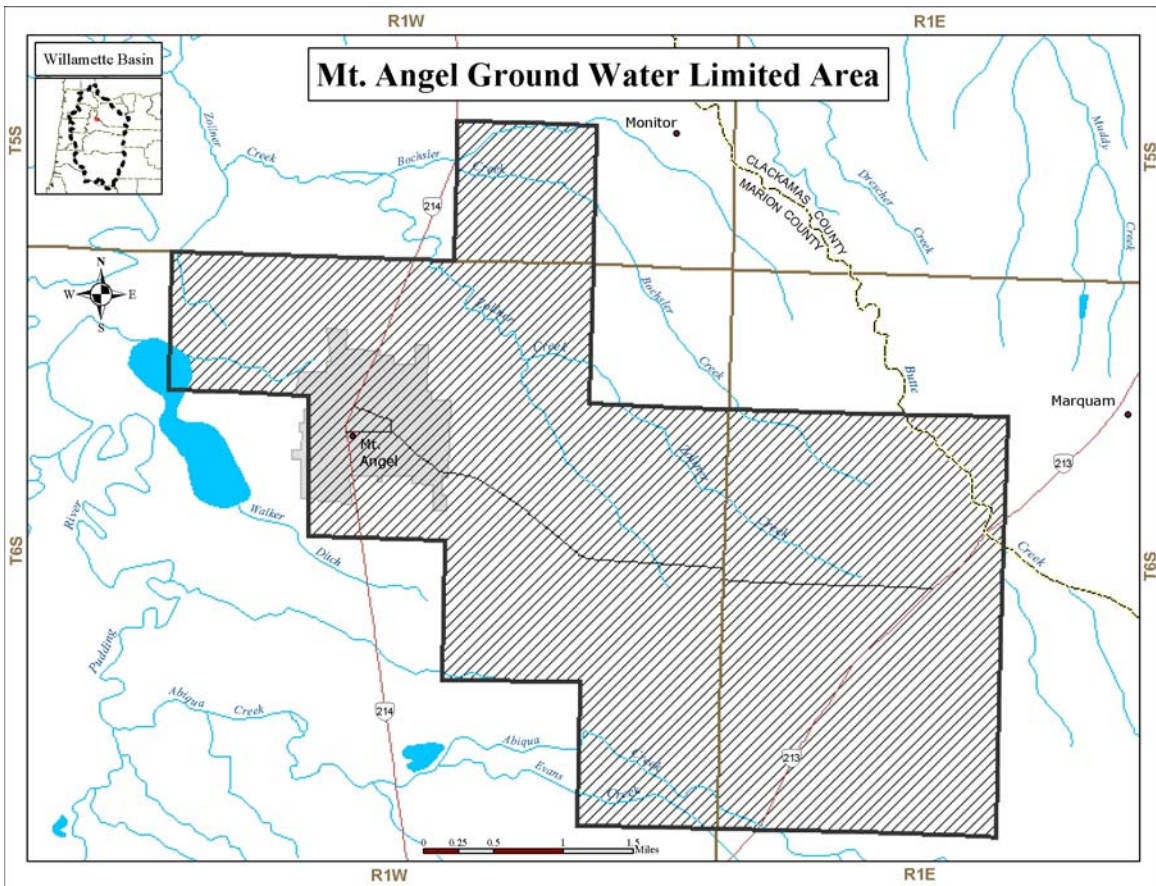 R1W
R1E
Willamette Basin
Mt. Angel Ground Water Limited Area
T5S
T5S
Zollner
Creek
Bochsler
Creek
Monitor
214
CLACKAMAS COUNTY
MARION COUNTY
Drescher
Creek
Muddy
Creek
N
W E
S
Zollner
Creek
Bochsler
Creek
Butte
Creek
Marquam
213
Mt.
Angel
Zollner
Creek
Walker
Ditch
River
Pudding
T6S
T6S
Abiqua
Creek
214
Abiqua
Creek
Evans
Creek
213
0 0.25 0.5 1 1.5
Miles
R1W
R1E